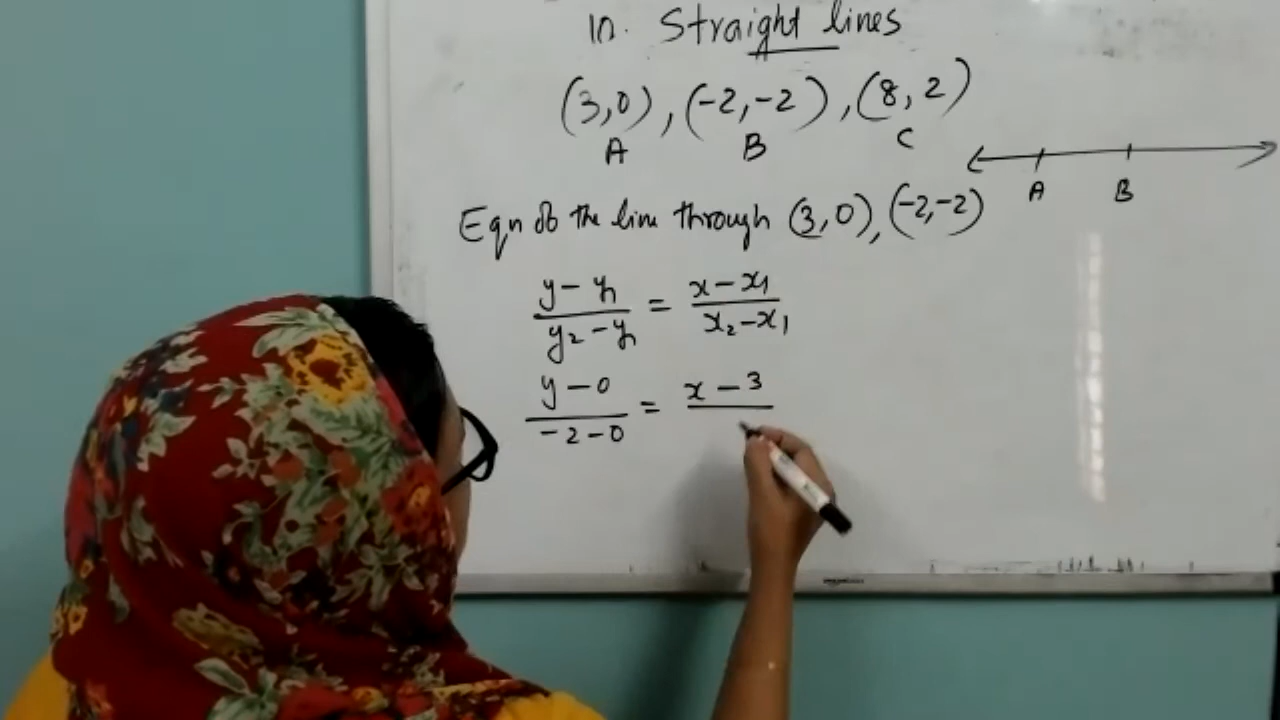 10. Straight lines
(3,0), (-2,-2), (8,2)
A B C
A B
Eqn of the line through (3,0), (-2,-2)
y - y₁ / y₂ - y₁ = x - x₁ / x₂ - x₁
y - 0 / -2 - 0 = x - 3